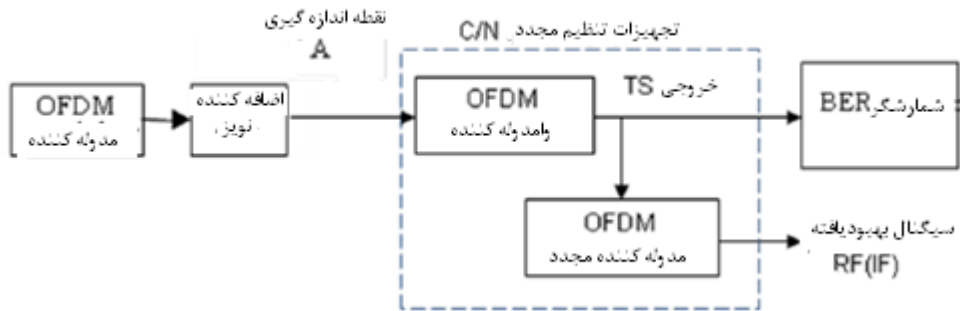 نقطه اندازه گیری
A
تجهیزات تنظیم مجدد C/N
OFDM
مدوله کننده
اضافه کننده
نویز
OFDM
وامدوله کننده
خروجی TS
شمارشگر BER
OFDM
مدوله کننده مجدد
سیگنال بهبودیافته
RF(IF)